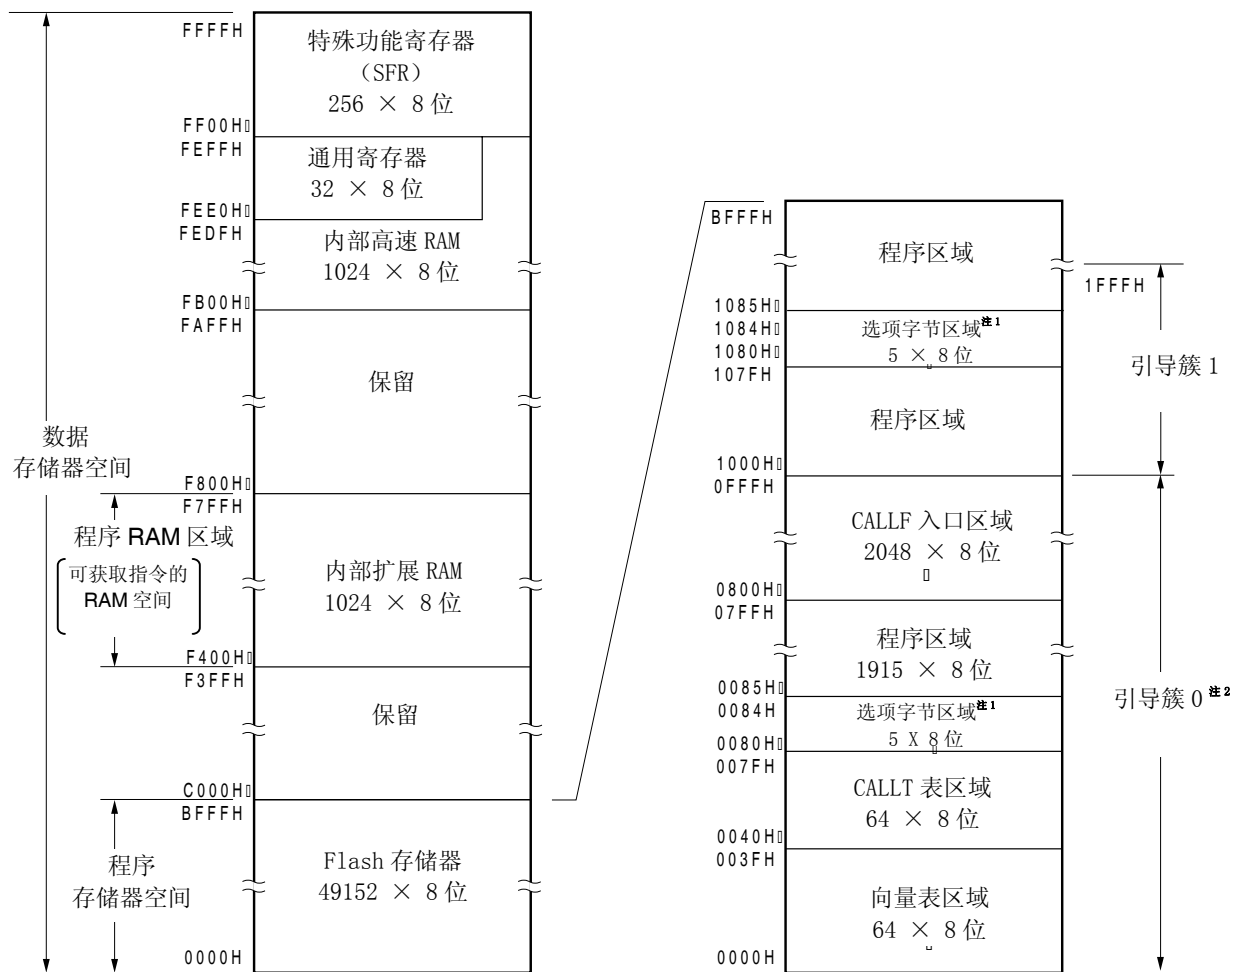 FFFFH
特殊功能寄存器
（SFR）
256 × 8位
FF00H
FEFFH
通用寄存器
32 × 8位
FEE0H
FEDFH
内部高速 RAM
1024 × 8位
FB00H
FAFFH
保留
数据
存储器空间
F800H
F7FFH
程序 RAM 区域
可获取指令的
RAM 空间
内部扩展 RAM
1024 × 8位
F400H
F3FFH
保留
C000H
BFFFH
程序
存储器空间
Flash 存储器
49152 × 8位
0000H
BFFFH
程序区域
1FFFH
1085H
1084H
选项字节区域注1
5 × 8位
1080H
107FH
引导簇 1
程序区域
1000H
0FFFH
CALLF 入口区域
2048 × 8位
0800H
07FFH
程序区域
1915 × 8位
0085H
0084H
选项字节区域注1
5 X 8位
0080H
007FH
引导簇 0 注2
CALLT 表区域
64 × 8位
0040H
003FH
向量表区域
64 × 8位
0000H